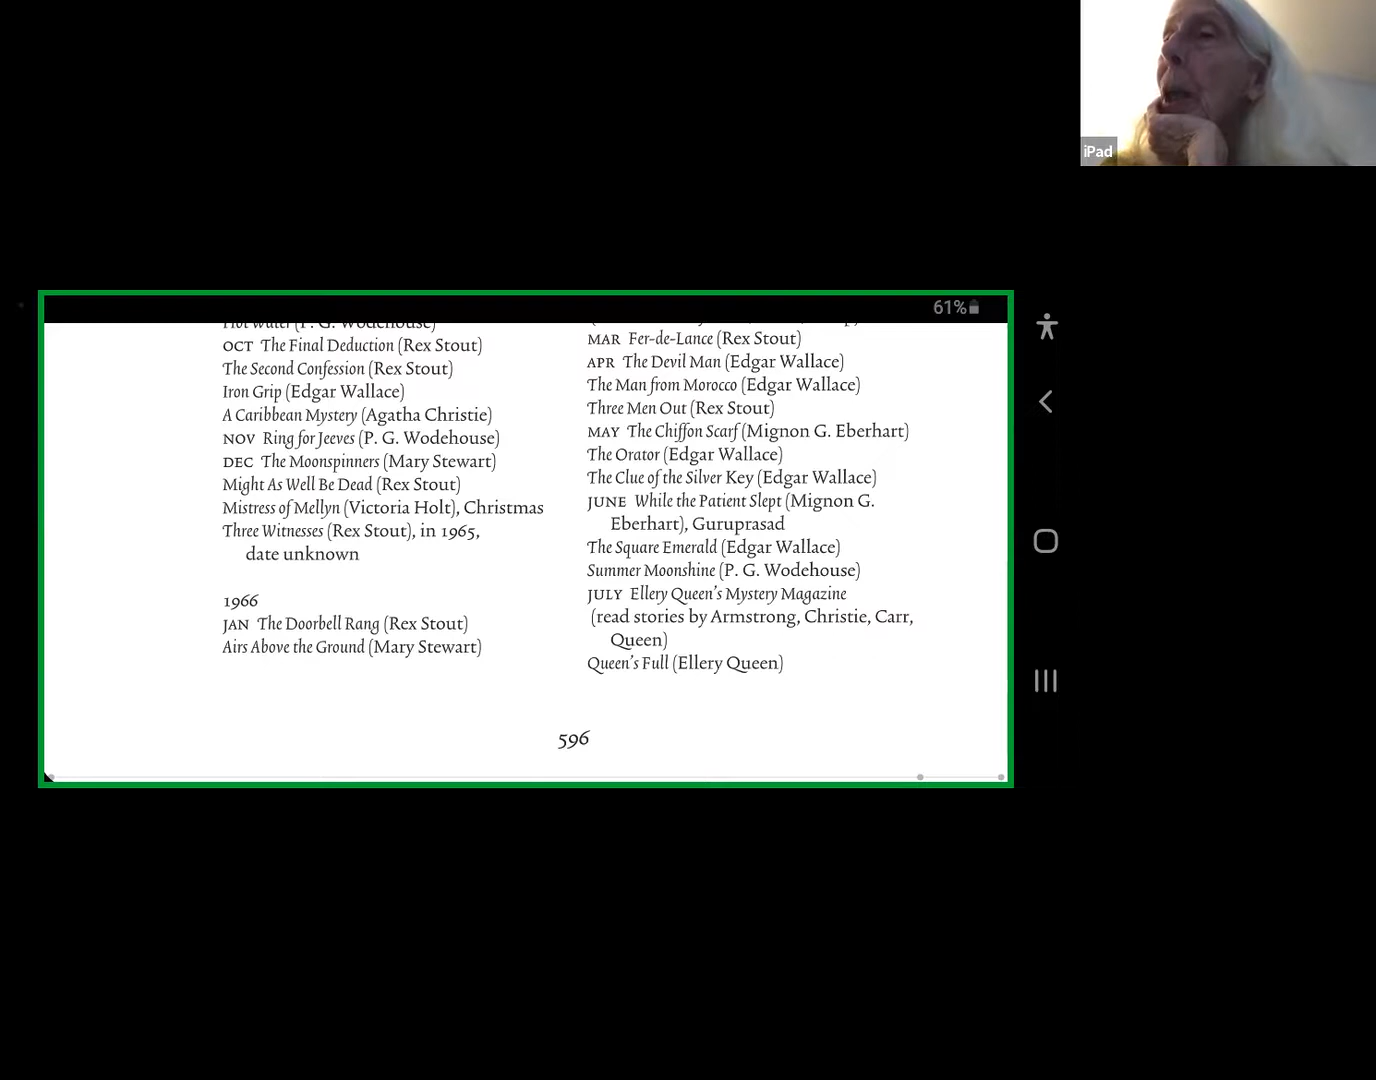 iPad
61%
Hot Water (P. G. Wodehouse)
OCT The Final Deduction (Rex Stout)
The Second Confession (Rex Stout)
Iron Grip (Edgar Wallace)
A Caribbean Mystery (Agatha Christie)
NOV Ring for Jeeves (P. G. Wodehouse)
DEC The Moonspinners (Mary Stewart)
Might As Well Be Dead (Rex Stout)
Mistress of Mellyn (Victoria Holt), Christmas
Three Witnesses (Rex Stout), in 1965,
date unknown
1966
JAN The Doorbell Rang (Rex Stout)
Airs Above the Ground (Mary Stewart)
MAR Fer-de-Lance (Rex Stout)
APR The Devil Man (Edgar Wallace)
The Man from Morocco (Edgar Wallace)
Three Men Out (Rex Stout)
MAY The Chiffon Scarf (Mignon G. Eberhart)
The Orator (Edgar Wallace)
The Clue of the Silver Key (Edgar Wallace)
JUNE While the Patient Slept (Mignon G.
Eberhart), Guruprasad
The Square Emerald (Edgar Wallace)
Summer Moonshine (P. G. Wodehouse)
JULY Ellery Queen's Mystery Magazine
(read stories by Armstrong, Christie, Carr,
Queen)
Queen's Full (Ellery Queen)
596